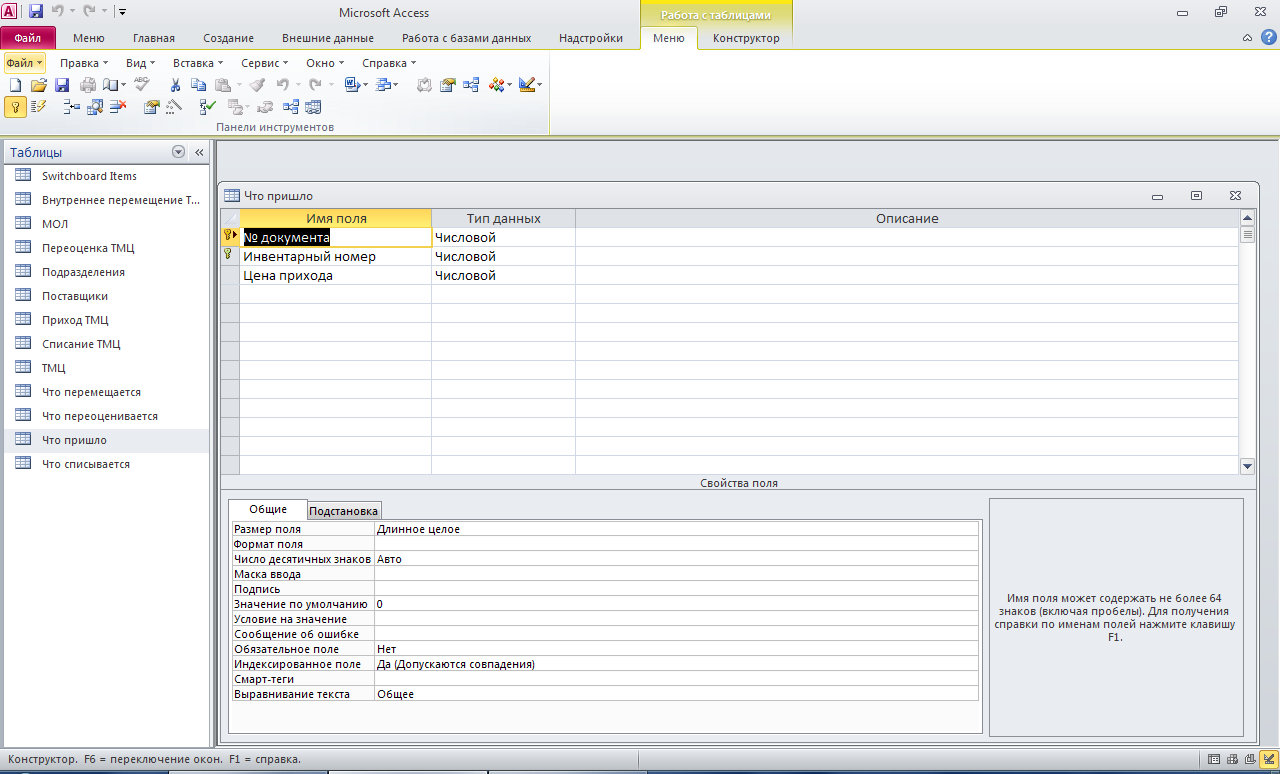 Microsoft Access
Работа с таблицами
Файл Меню Главная Создание Внешние данные Работа с базами данных Надстройки Меню Конструктор
Файл Правка Вид Вставка Сервис Окно Справка
Панели инструментов
Таблицы
Switchboard Items
Внутреннее перемещение Т...
МОЛ
Переоценка ТМЦ
Подразделения
Поставщики
Приход ТМЦ
Списание ТМЦ
ТМЦ
Что перемещается
Что переоценивается
Что пришло
Что списывается
Что пришло
Имя поля Тип данных Описание
№ документа Числовой
Инвентарный номер Числовой
Цена прихода Числовой
Свойства поля
Общие Подстановка
Размер поля Длинное целое
Формат поля
Число десятичных знаков Авто
Маска ввода
Подпись
Значение по умолчанию 0
Условие на значение
Сообщение об ошибке
Обязательное поле Нет
Индексированное поле Да (Допускаются совпадения)
Смарт-теги
Выравнивание текста Общее
Имя поля может содержать не более 64
знаков (включая пробелы). Для получения
справки по именам полей нажмите клавишу
F1.
Конструктор. F6 = переключение окон. F1 = справка.